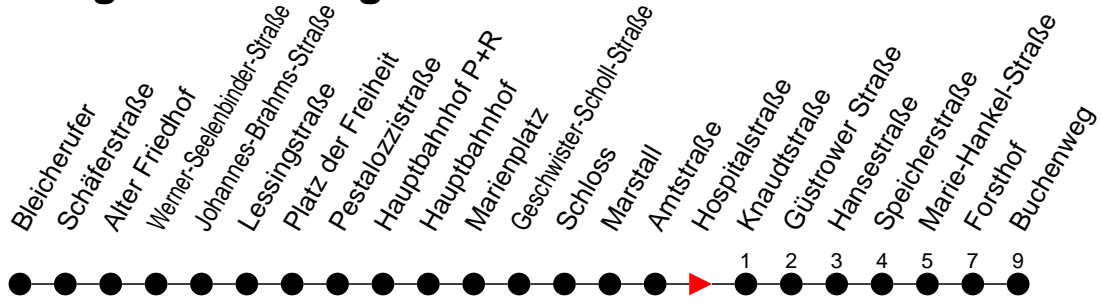 Bleicherufer
Schäferstraße
Alter Friedhof
Werner-Seelenbinder-Straße
Johannes-Brahms-Straße
Lessingstraße
Platz der Freiheit
Pestalozzistraße
Hauptbahnhof P+R
Hauptbahnhof
Marienplatz
Geschwister-Scholl-Straße
Schloss
Marstall
Amtstraße
Hospitalstraße
Knaudtstraße
Güstrower Straße
Hansestraße
Speicherstraße
Marie-Hankel-Straße
Forsthof
Buchenweg
1 2 3 4 5 7 9